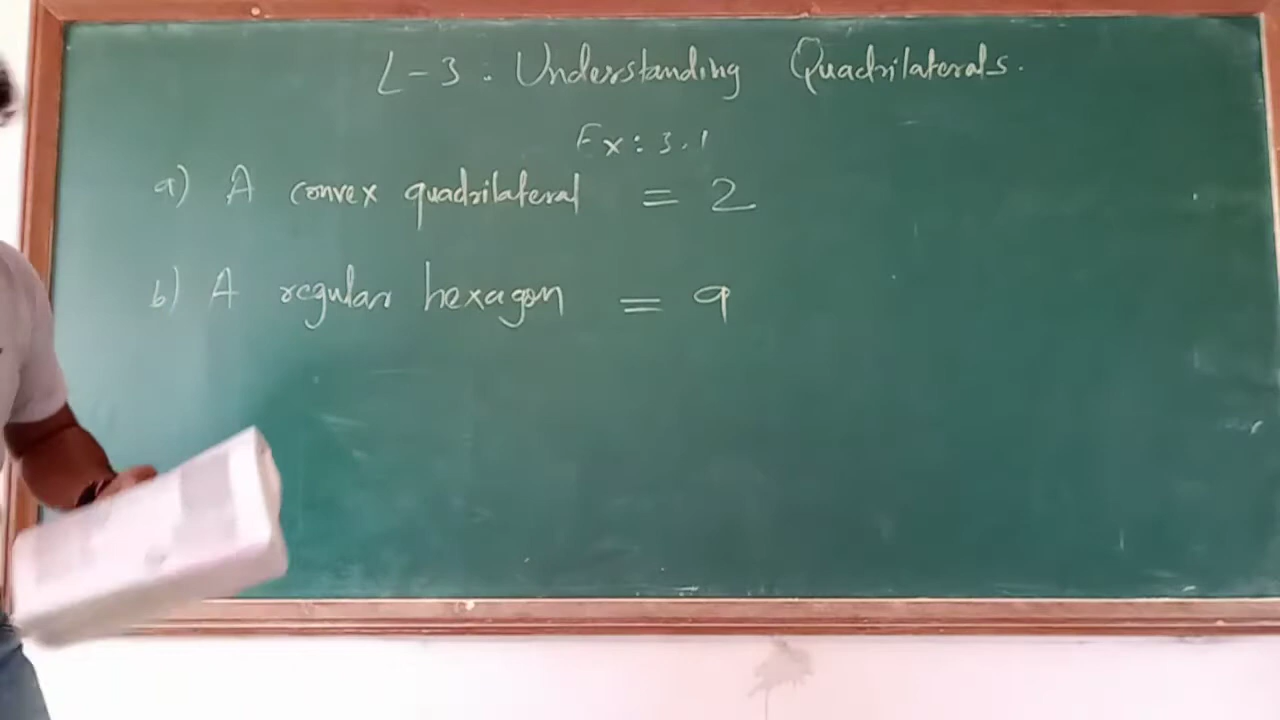 L-3 : Understanding Quadrilaterals.
Ex: 3.1
a) A convex quadrilateral = 2
b) A regular hexagon = 9